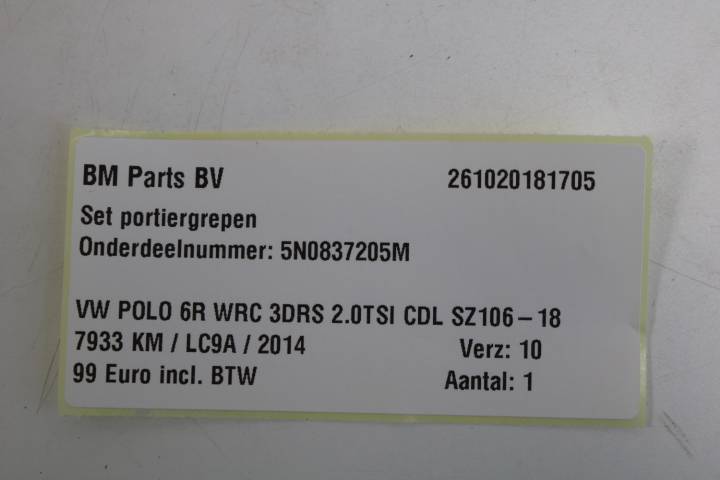 BM Parts BV 261020181705
Set portiergrepen
Onderdeelnummer: 5N0837205M
VW POLO 6R WRC 3DRS 2.0TSI CDL SZ106-18
7933 KM / LC9A / 2014 Verz: 10
99 Euro incl. BTW Aantal: 1